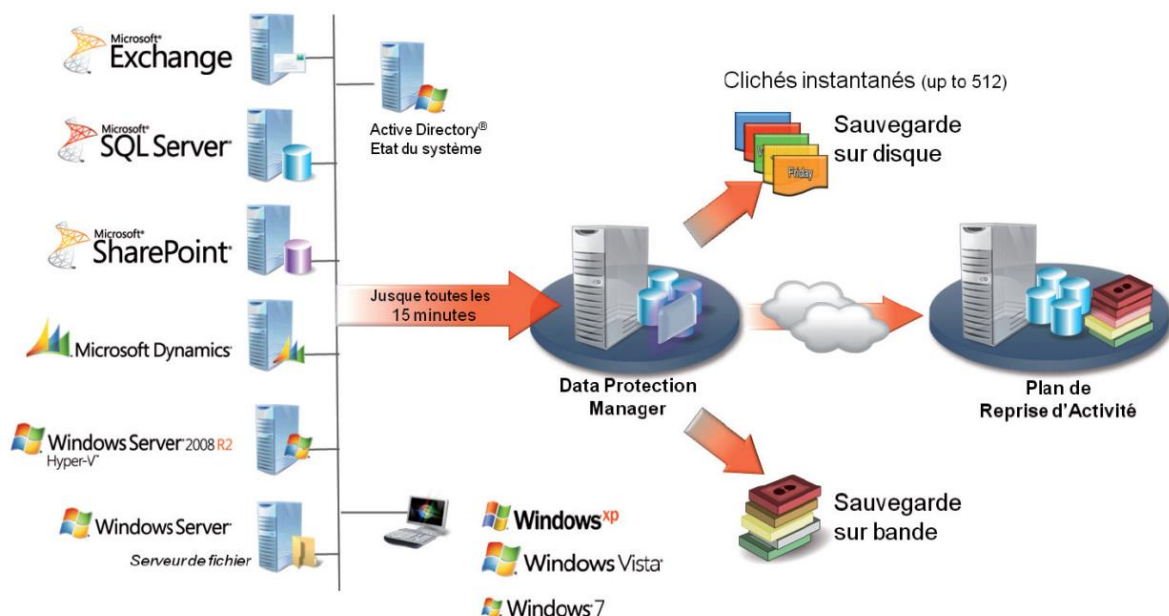 Microsoft®
Exchange
Active Directory®
Etat du système
Microsoft®
SQL Server®
Microsoft®
SharePoint®
Microsoft Dynamics®
Windows Server® 2008 R2
Hyper-V™
Windows Server®
Serveur de fichier
Windows xp
Windows Vista®
Windows® 7
Jusque toutes les
15 minutes
Data Protection
Manager
Clichés instantanés (up to 512)
Sauvegarde
sur disque
Friday
Sauvegarde
sur bande
Plan de
Reprise d'Activité